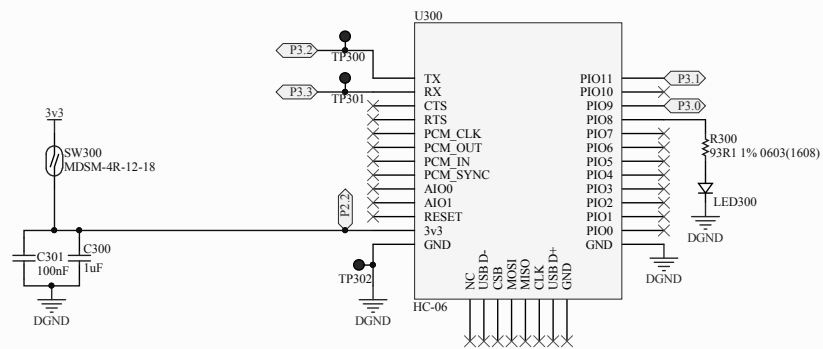 U300
P3.2
TP300
P3.3
TP301
TX
RX
CTS
RTS
PCM_CLK
PCM_OUT
PCM_IN
PCM_SYNC
AIO0
AIO1
RESET
3v3
GND
PIO11
PIO10
PIO9
PIO8
PIO7
PIO6
PIO5
PIO4
PIO3
PIO2
PIO1
PIO0
GND
P3.1
P3.0
R300
93R1 1% 0603(1608)
LED300
DGND
DGND
3v3
SW300
MDSM-4R-12-18
P2.2
C301
100nF
C300
1uF
DGND
TP302
DGND
NC
USB D-
CSB
MOSI
MISO
CLK
USB D+
GND
HC-06